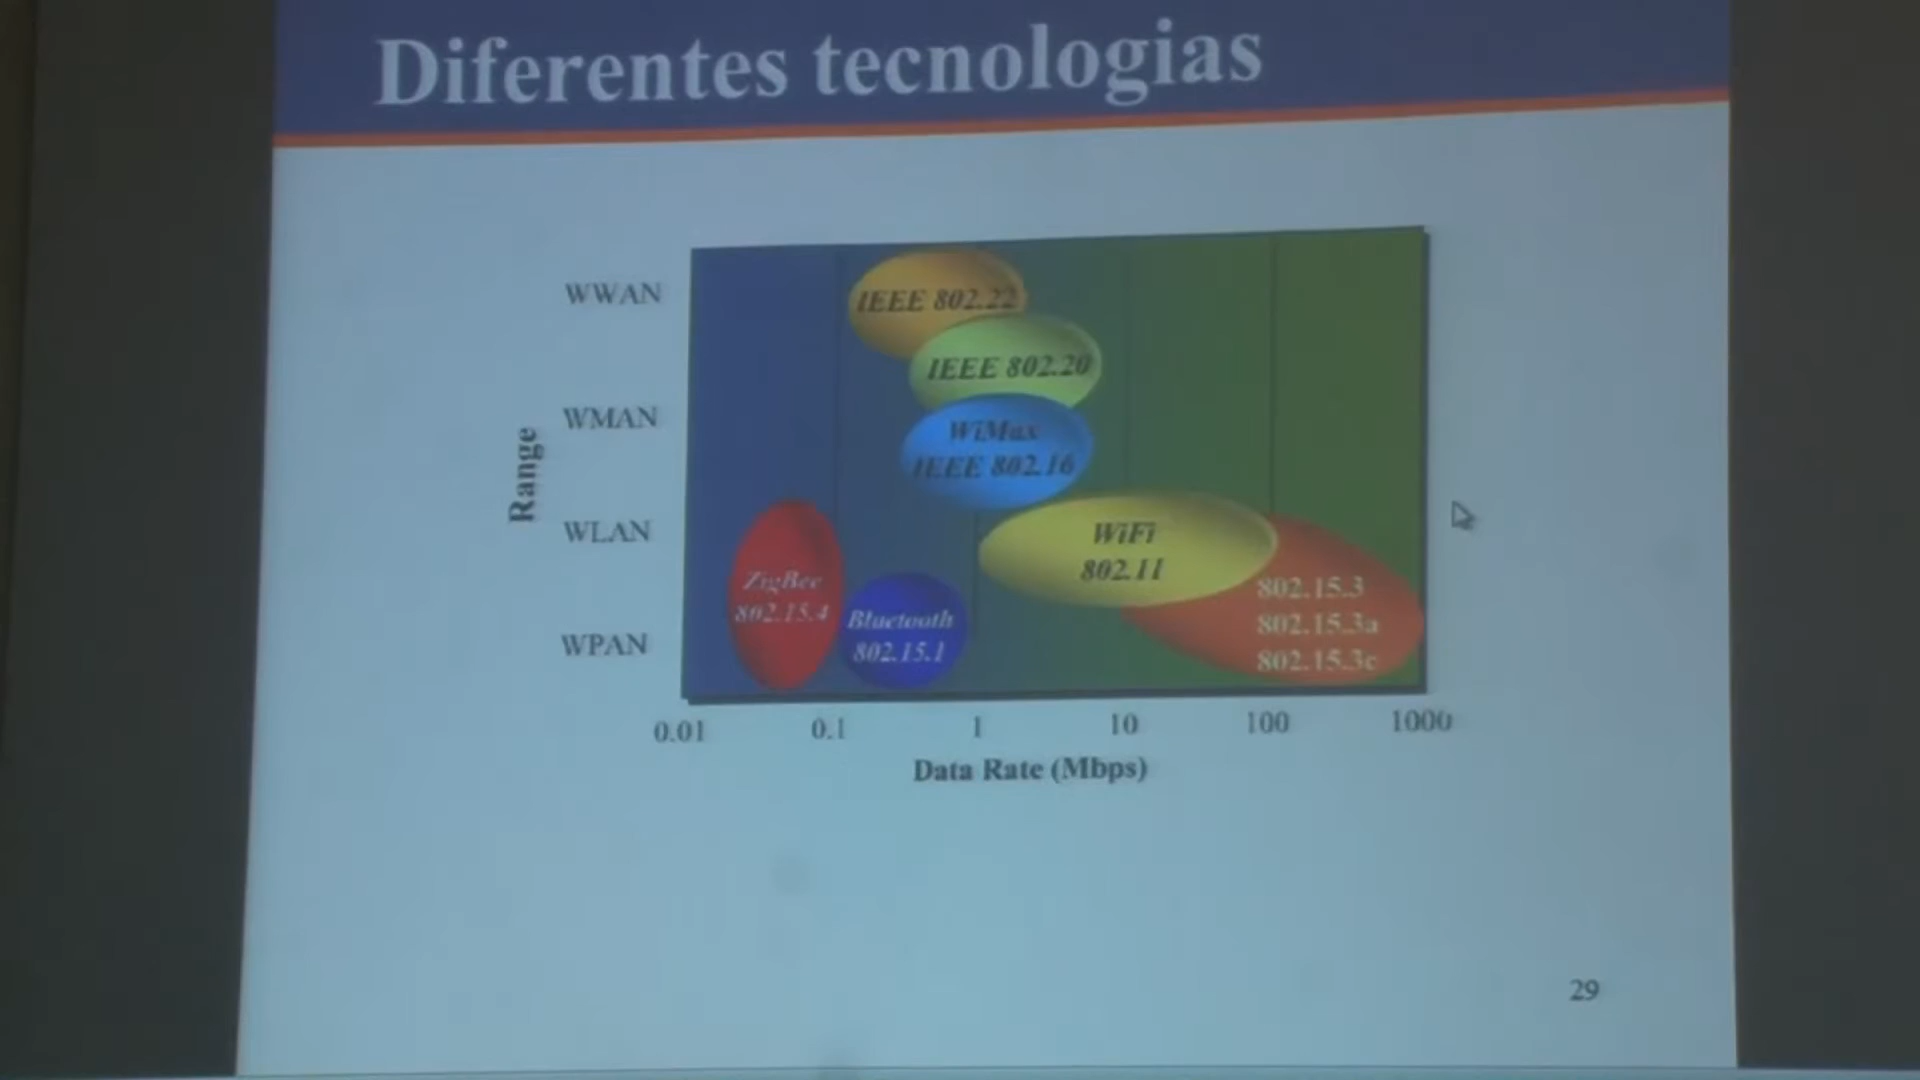 Diferentes tecnologias
WWAN
IEEE 802.22
IEEE 802.20
WMAN
WiMax
IEEE 802.16
Range
WLAN
WiFi
802.11
ZigBee
802.15.4
Bluetooth
802.15.1
802.15.3
802.15.3a
802.15.3c
WPAN
0.01 0.1 1 10 100 1000
Data Rate (Mbps)
29